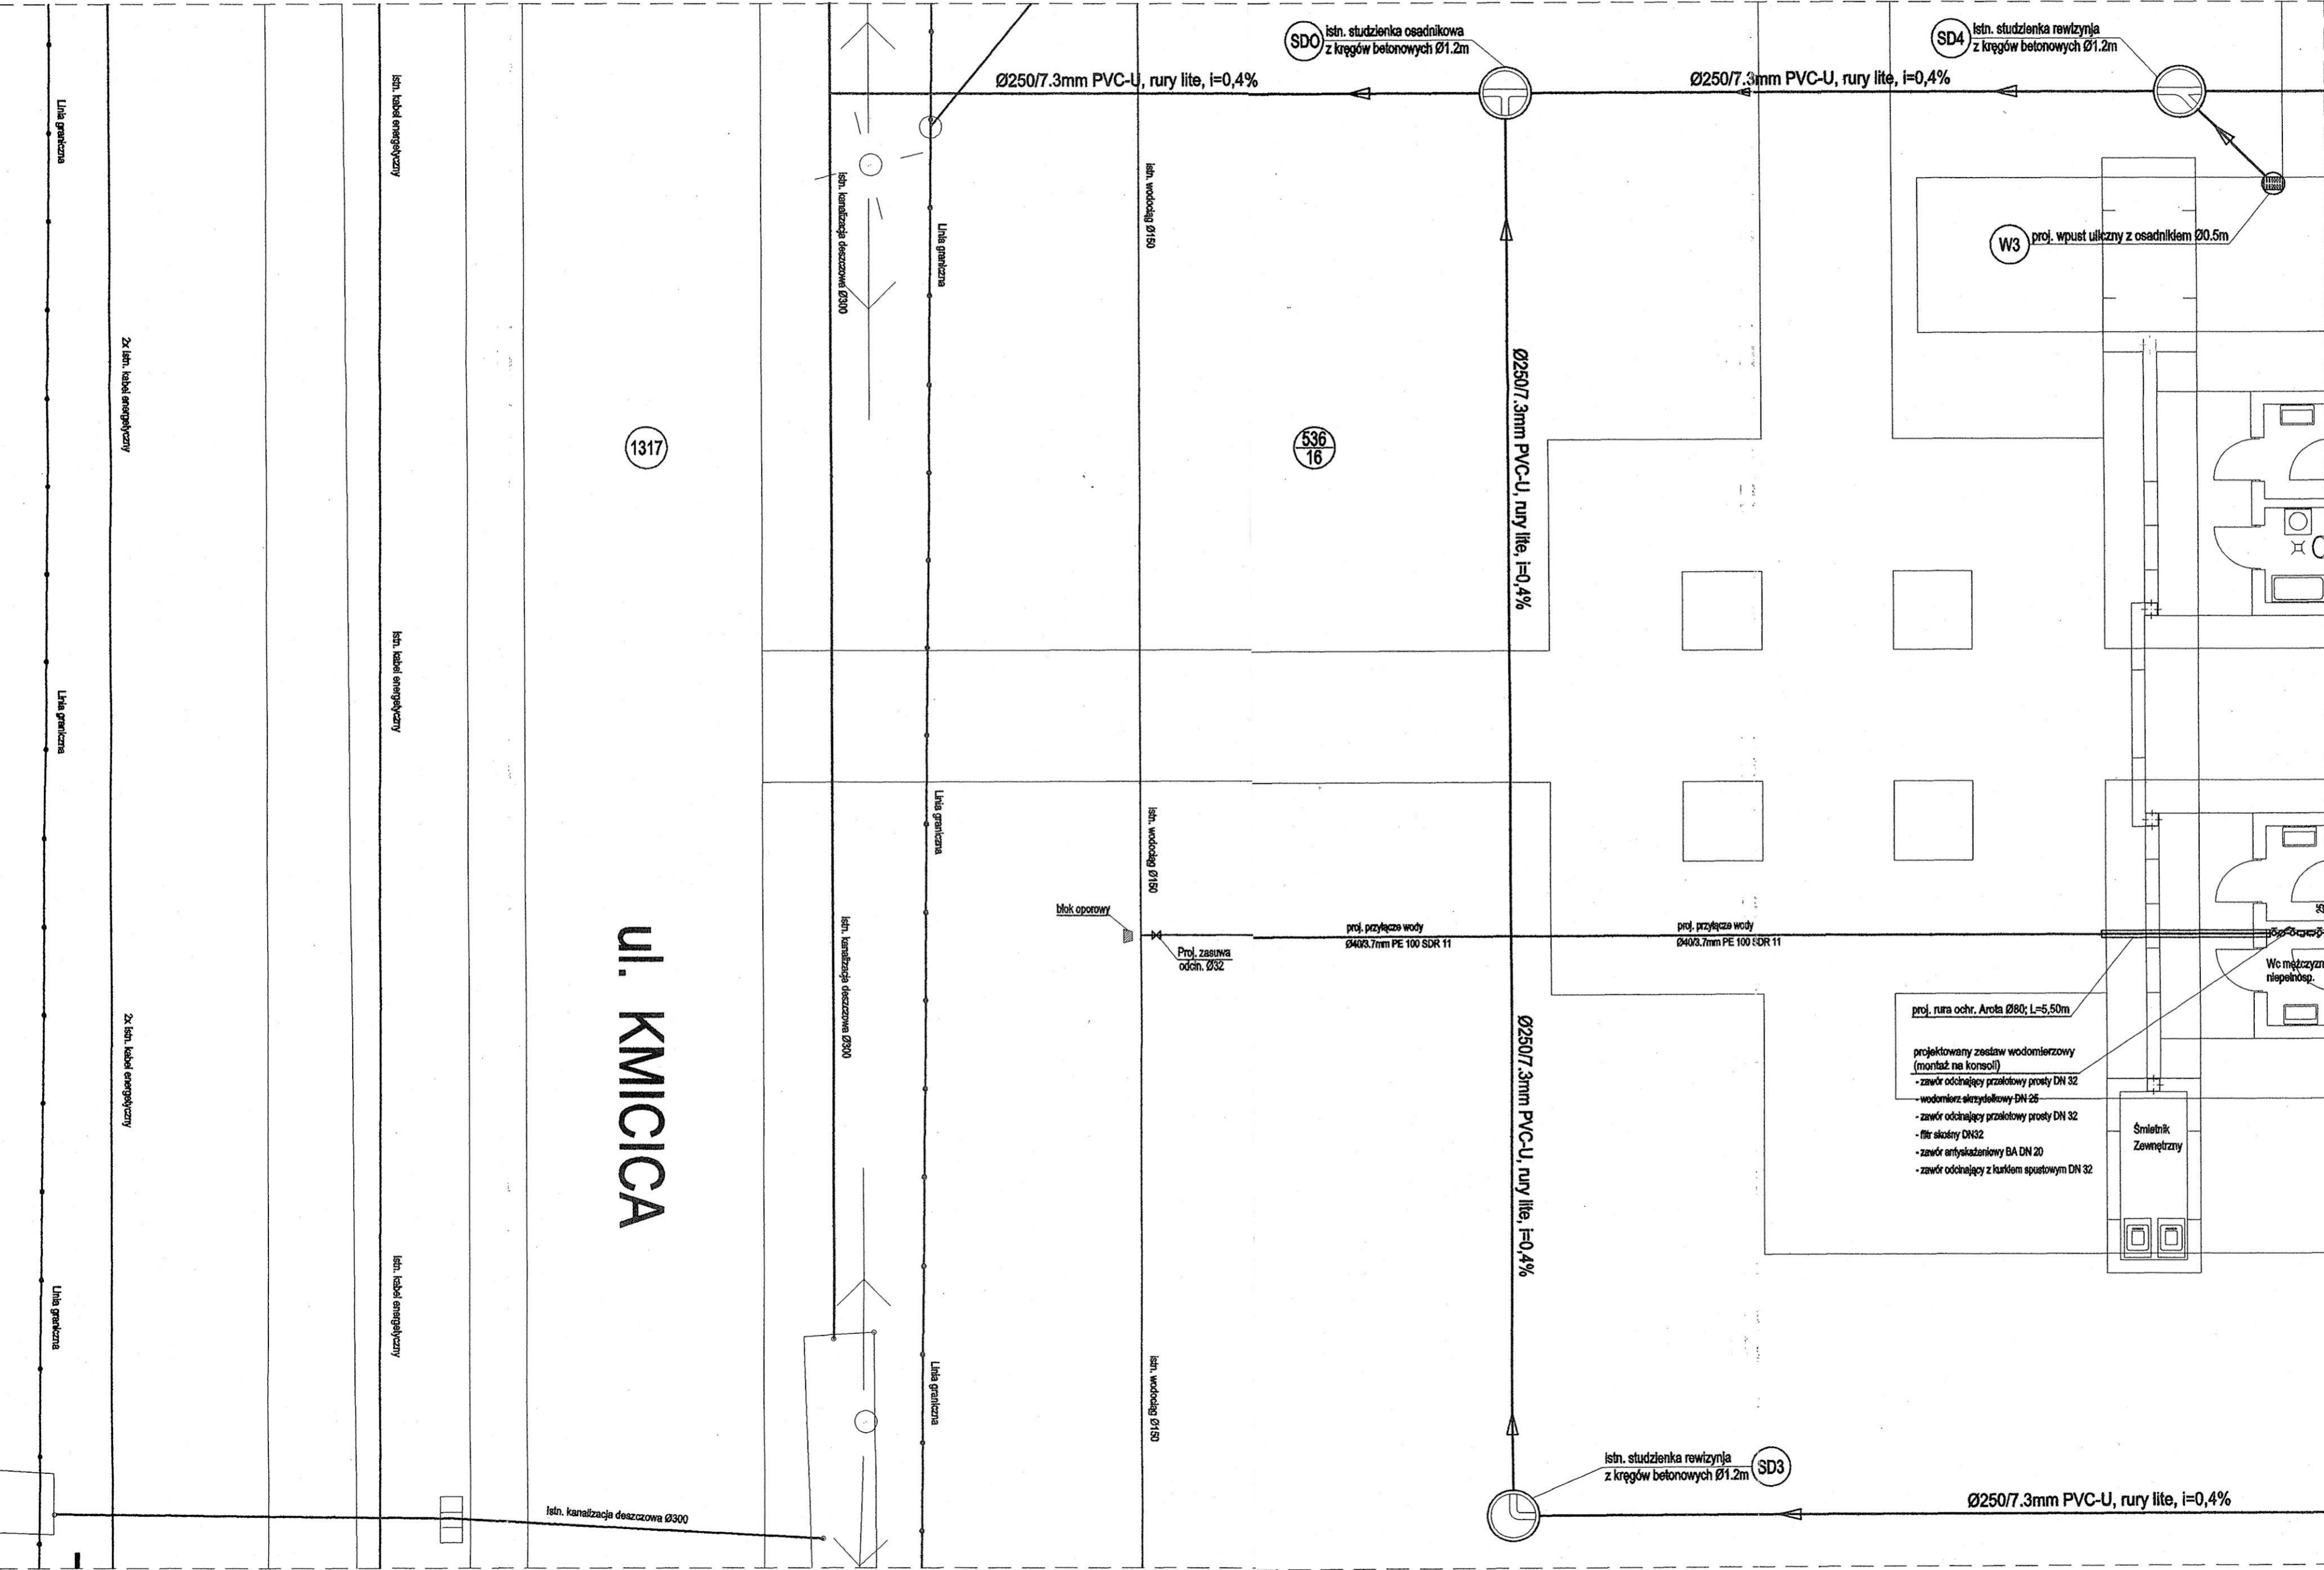 SD0
istn. studzienka osadnikowa
z kręgów betonowych Ø1.2m
SD4
istn. studzienka rewizynja
z kręgów betonowych Ø1.2m
Ø250/7.3mm PVC-U, rury lite, i=0,4%
Ø250/7.3mm PVC-U, rury lite, i=0,4%
W3
proj. wpust uliczny z osadnikiem Ø0.5m
Linia graniczna
istn. kabel energetyczny
istn. kanalizacja deszczowa Ø300
Linia graniczna
istn. wodociąg Ø150
2x istn. kabel energetyczny
1317
536
16
Ø250/7.3mm PVC-U, rury lite, i=0,4%
Linia graniczna
istn. kabel energetyczny
Linia graniczna
istn. wodociąg Ø150
blok oporowy
Proj. zasuwa
odcin. Ø32
proj. przyłącze wody
Ø40/3.7mm PE 100 SDR 11
proj. przyłącze wody
Ø40/3.7mm PE 100 SDR 11
25
Wc mężczyzn
niepełnosp.
ul. KMICICA
istn. kanalizacja deszczowa Ø300
2x istn. kabel energetyczny
Ø250/7.3mm PVC-U, rury lite, i=0,4%
proj. rura ochr. Arota Ø80; L=5,50m
projektowany zestaw wodomierzowy
(montaż na konsoli)
- zawór odcinający przelotowy prosty DN 32
- wodomierz skrzydełkowy DN 25
- zawór odcinający przelotowy prosty DN 32
- filtr skośny DN32
- zawór antyskażeniowy BA DN 20
- zawór odcinający z kurkiem spustowym DN 32
Śmietnik
Zewnętrzny
Linia graniczna
istn. kabel energetyczny
Linia graniczna
istn. wodociąg Ø150
istn. studzienka rewizynja
z kręgów betonowych Ø1.2m
SD3
Ø250/7.3mm PVC-U, rury lite, i=0,4%
istn. kanalizacja deszczowa Ø300